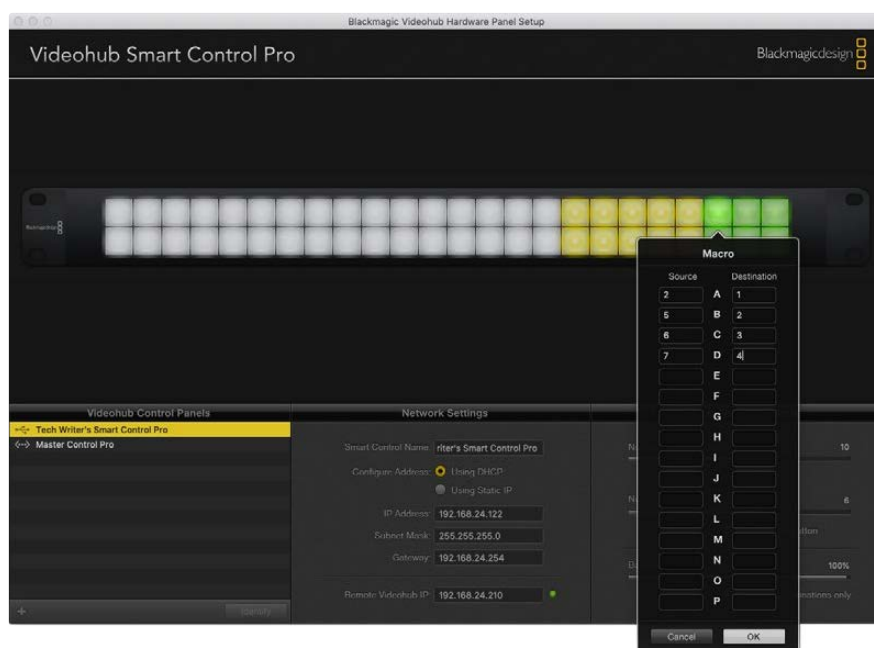 Blackmagic Videohub Hardware Panel Setup
Videohub Smart Control Pro
Blackmagicdesign
Macro
Source Destination
2 A 1
5 B 2
6 C 3
7 D 4
E
F
G
H
I
J
K
L
M
N
O
P
Cancel OK
Videohub Control Panels
Tech Writer's Smart Control Pro
Master Control Pro
Identify
Network Settings
Smart Control Name: riter's Smart Control Pro
Configure Address: Using DHCP
Using Static IP
IP Address: 192.168.24.122
Subnet Mask: 255.255.255.0
Gateway: 192.168.24.254
Remote Videohub IP: 192.168.24.210
10
6
100%
only